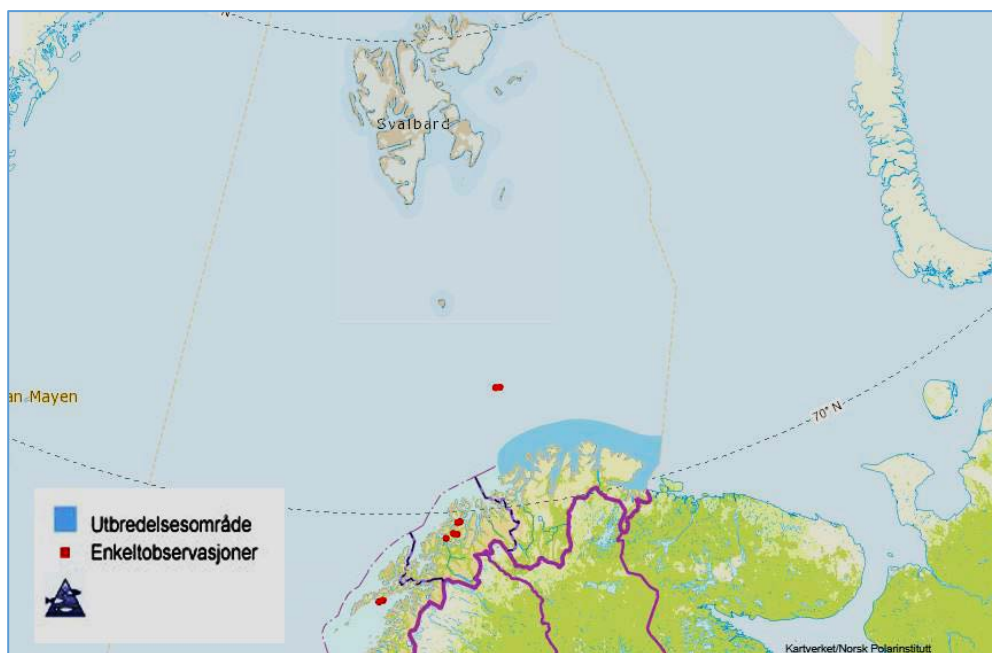 N
Svalbard
an Mayen
70° N
Utbredelsesområde
Enkeltobservasjoner
Kartverket/Norsk Polarinstitutt